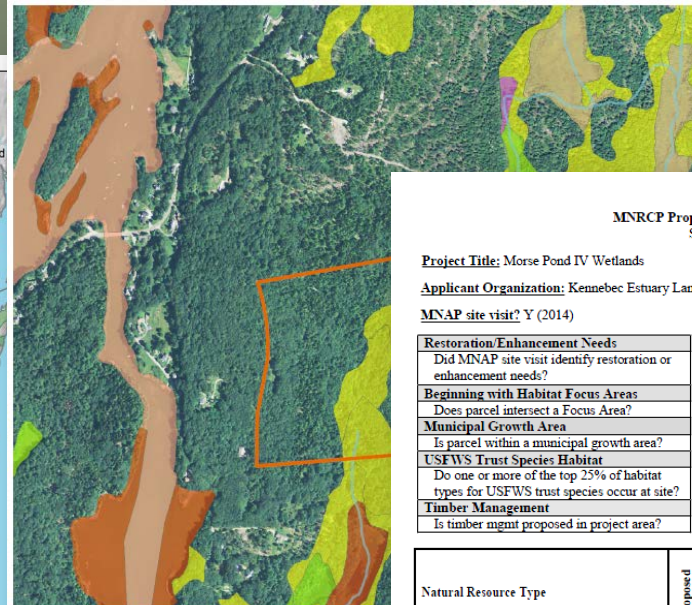 MNRCP Prop
S
Project Title: Morse Pond IV Wetlands
Applicant Organization: Kennebec Estuary Lan
MNAP site visit? Y (2014)
Restoration/Enhancement Needs
Did MNAP site visit identify restoration or
enhancement needs?
Beginning with Habitat Focus Areas
Does parcel intersect a Focus Area?
Municipal Growth Area
Is parcel within a municipal growth area?
USFWS Trust Species Habitat
Do one or more of the top 25% of habitat
types for USFWS trust species occur at site?
Timber Management
Is timber mgmt proposed in project area?
Natural Resource Type
posed